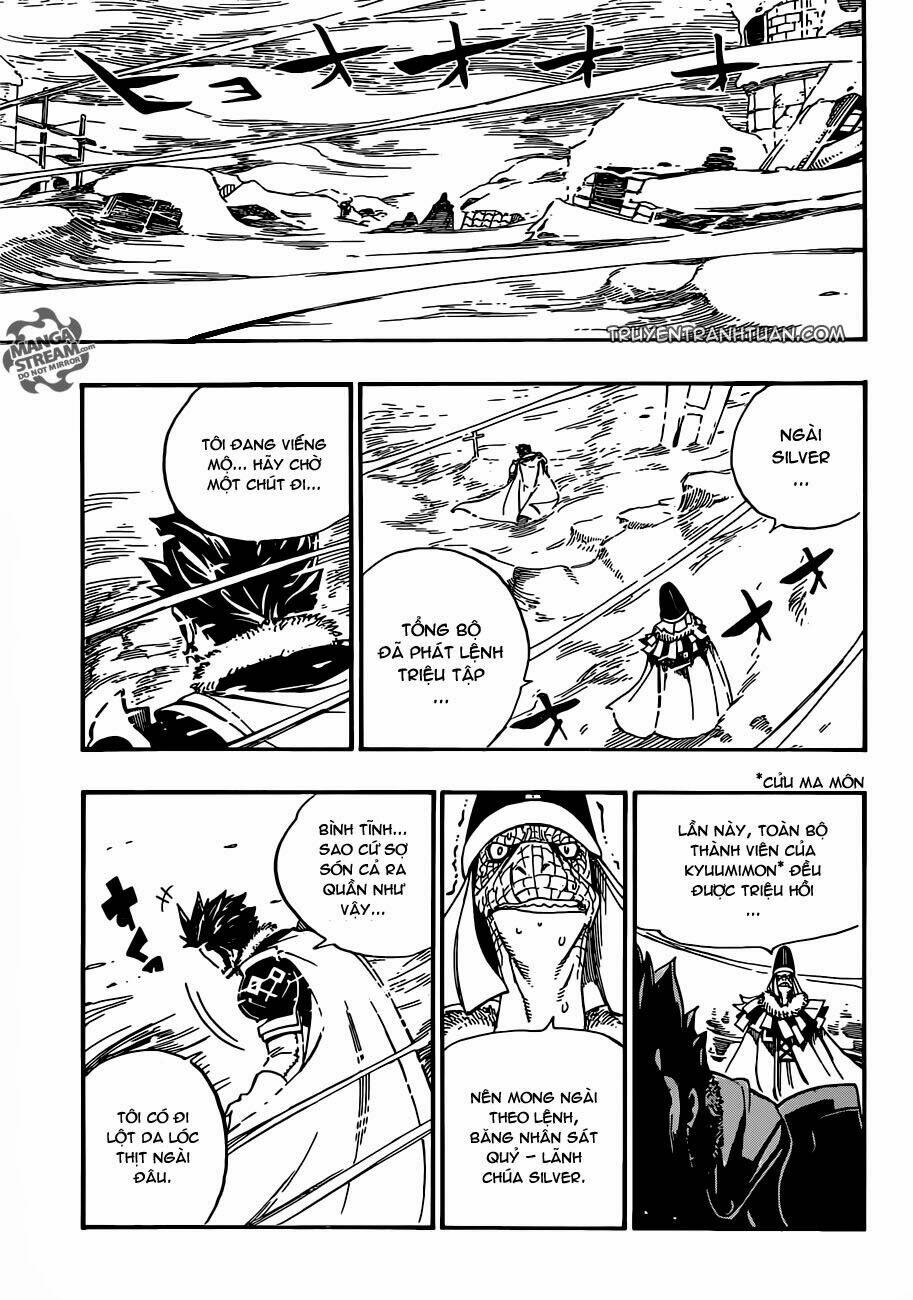 ヒョオオオオ
TRUYENTRANHTUAN.COM
MANGA
STREAM.com
DO NOT MIRROR
NGÀI
SILVER
...
TỔNG BỘ
ĐÃ PHÁT LỆNH
TRIỆU TẬP
...
TÔI ĐANG VIẾNG
MỘ... HÃY CHỜ
MỘT CHÚT ĐI...
*CỬU MA MÔN
LẦN NÀY, TOÀN BỘ
THÀNH VIÊN CỦA
KYUUMIMON* ĐỀU
ĐƯỢC TRIỆU HỒI
...
NÊN MONG NGÀI
THEO LỆNH,
BĂNG NHÂN SÁT
QUỶ - LÃNH
CHÚA SILVER.
BÌNH TĨNH...
SAO CỨ SỢ
SÓN CẢ RA
QUẦN NHƯ
VẬY...
TÔI CÓ ĐI
LỘT DA LÓC
THỊT NGÀI
ĐÂU.